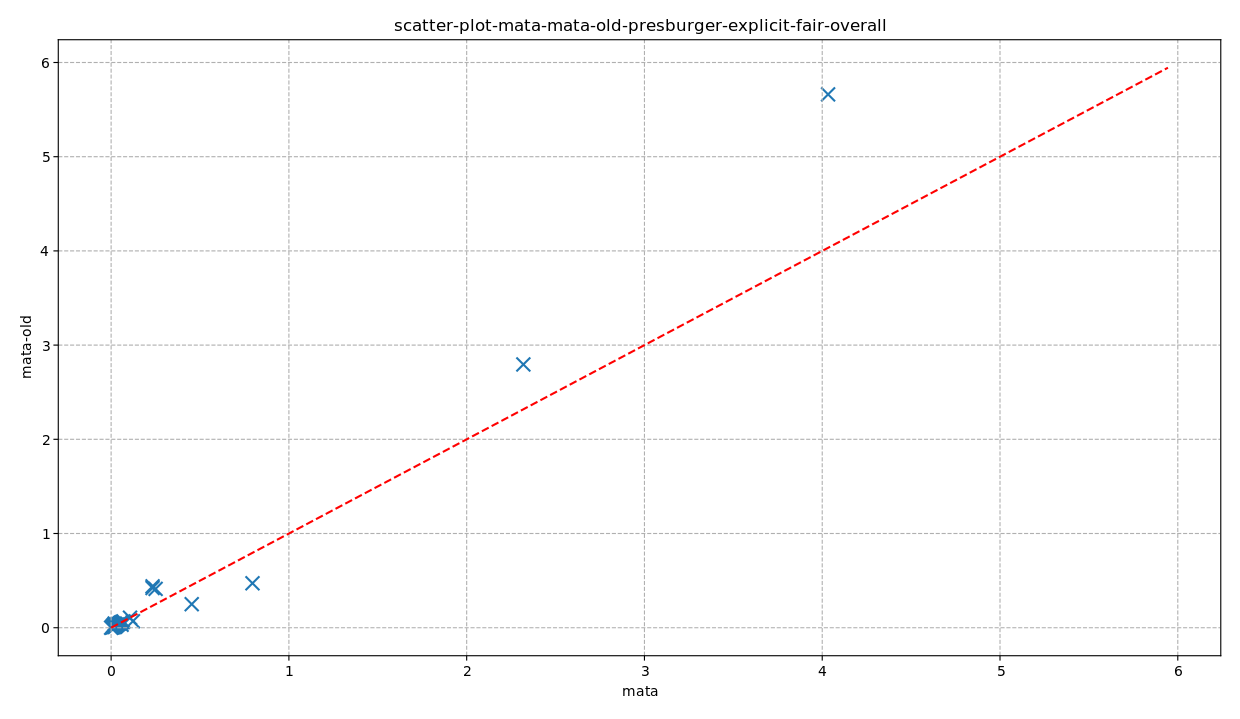 scatter-plot-mata-mata-old-presburger-explicit-fair-overall
6
5
4
3
2
1
0
mata-old
0 1 2 3 4 5 6
mata